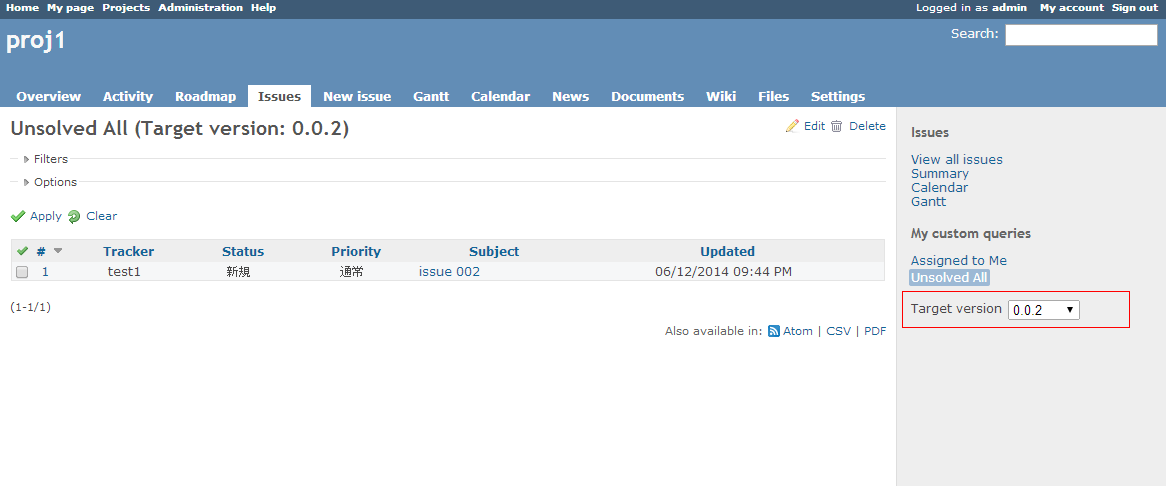 Home My page Projects Administration Help Logged in as admin My account Sign out
proj1 Search:
Overview Activity Roadmap Issues New issue Gantt Calendar News Documents Wiki Files Settings
Unsolved All (Target version: 0.0.2) Edit Delete
Filters
Options
Apply Clear
# Tracker Status Priority Subject Updated
1 test1 新規 通常 issue 002 06/12/2014 09:44 PM
(1-1/1)
Also available in: Atom | CSV | PDF
Issues
View all issues
Summary
Calendar
Gantt
My custom queries
Assigned to Me
Unsolved All
Target version 0.0.2